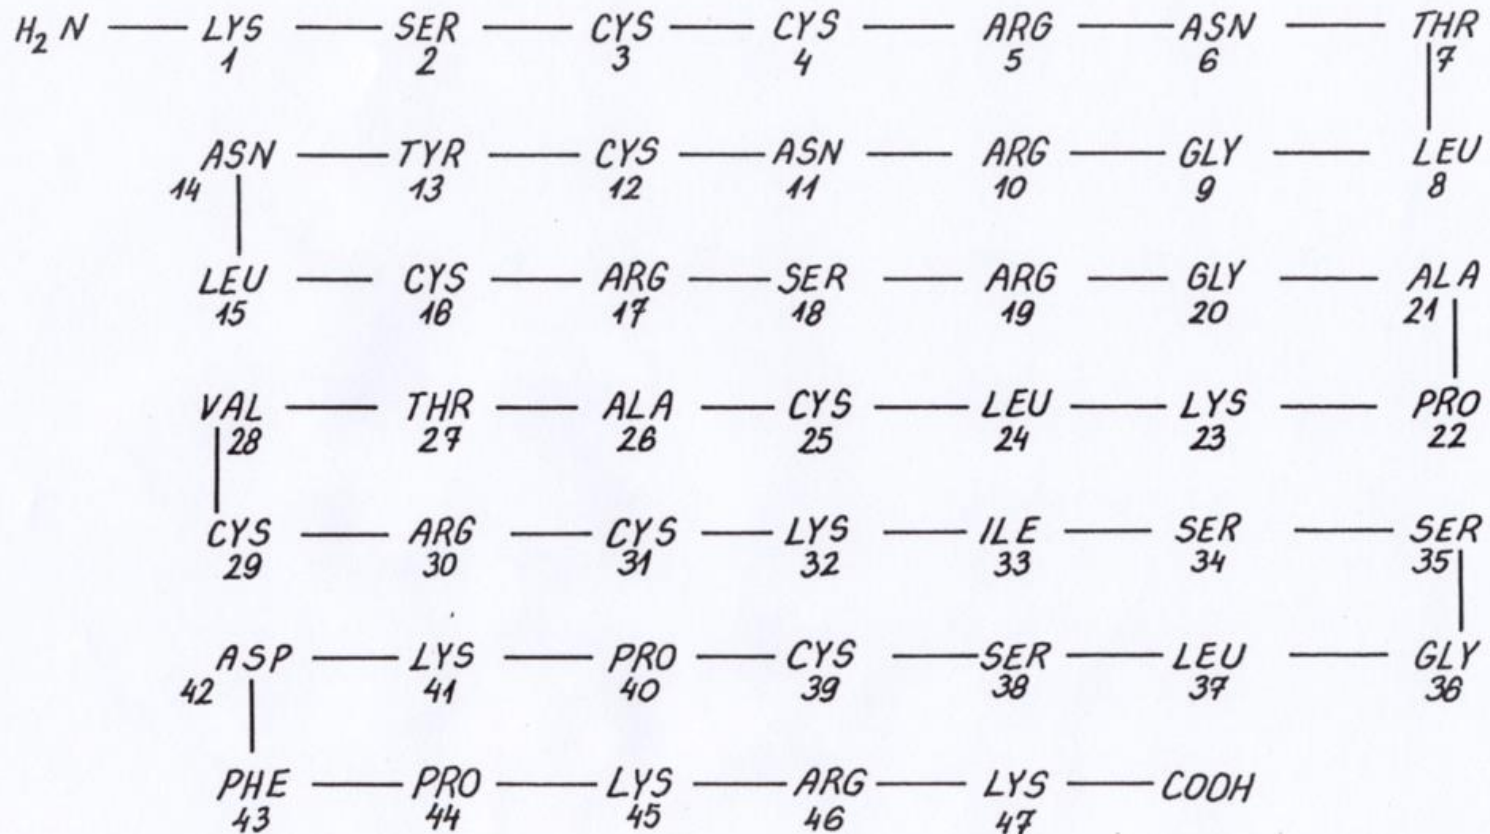 H₂N — LYS — SER — CYS — CYS — ARG — ASN — THR
1 2 3 4 5 6 7
ASN — TYR — CYS — ASN — ARG — GLY — LEU
14 13 12 11 10 9 8
LEU — CYS — ARG — SER — ARG — GLY — ALA
15 16 17 18 19 20 21
VAL — THR — ALA — CYS — LEU — LYS — PRO
28 27 26 25 24 23 22
CYS — ARG — CYS — LYS — ILE — SER — SER
29 30 31 32 33 34 35
ASP — LYS — PRO — CYS — SER — LEU — GLY
42 41 40 39 38 37 36
PHE — PRO — LYS — ARG — LYS — COOH
43 44 45 46 47